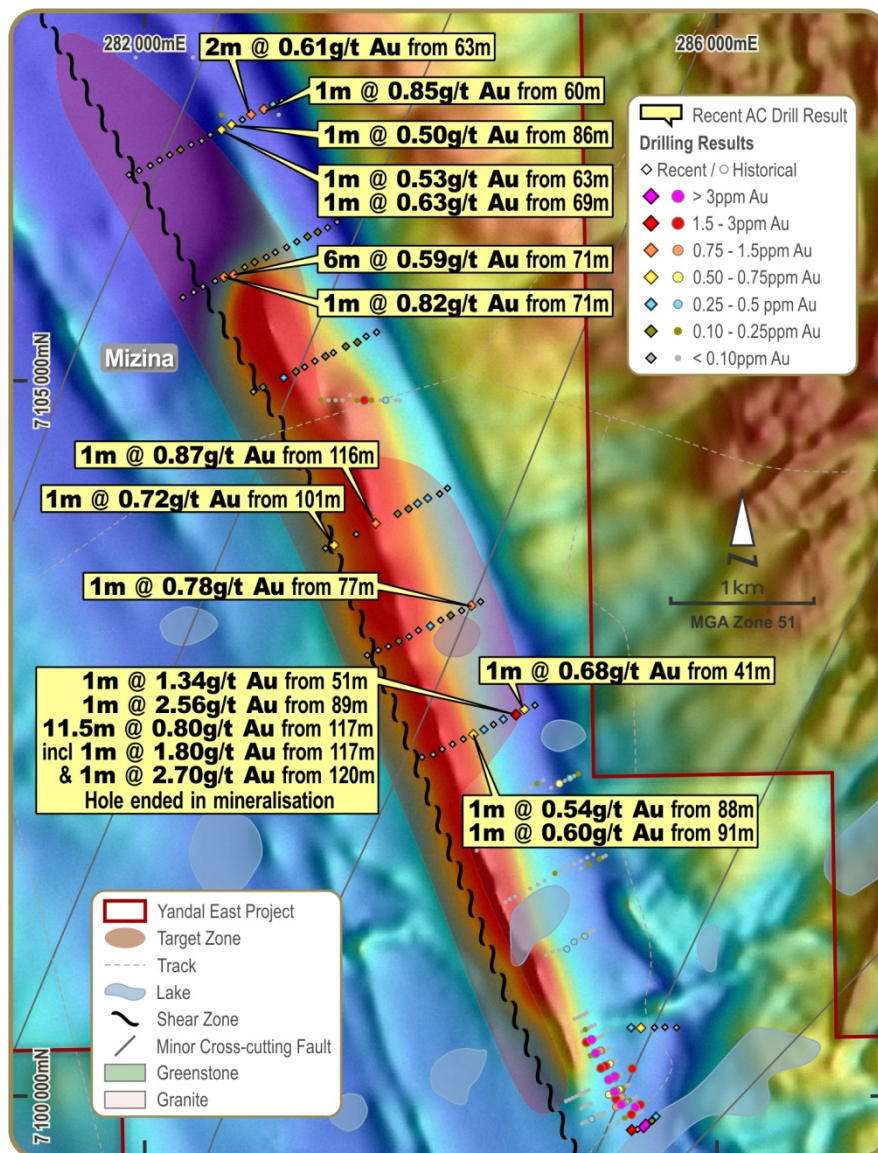 282 000mE
286 000mE
2m @ 0.61g/t Au from 63m
1m @ 0.85g/t Au from 60m
1m @ 0.50g/t Au from 86m
1m @ 0.53g/t Au from 63m
1m @ 0.63g/t Au from 69m
6m @ 0.59g/t Au from 71m
1m @ 0.82g/t Au from 71m
Recent AC Drill Result
Drilling Results
Recent / Historical
> 3ppm Au
1.5 - 3ppm Au
0.75 - 1.5ppm Au
0.50 - 0.75ppm Au
0.25 - 0.5 ppm Au
0.10 - 0.25ppm Au
< 0.10ppm Au
Mizina
7 105 000mN
1m @ 0.87g/t Au from 116m
1m @ 0.72g/t Au from 101m
1m @ 0.78g/t Au from 77m
N
1km
MGA Zone 51
1m @ 0.68g/t Au from 41m
1m @ 1.34g/t Au from 51m
1m @ 2.56g/t Au from 89m
11.5m @ 0.80g/t Au from 117m
incl 1m @ 1.80g/t Au from 117m
& 1m @ 2.70g/t Au from 120m
Hole ended in mineralisation
1m @ 0.54g/t Au from 88m
1m @ 0.60g/t Au from 91m
Yandal East Project
Target Zone
Track
Lake
Shear Zone
Minor Cross-cutting Fault
Greenstone
Granite
7 100 000mN